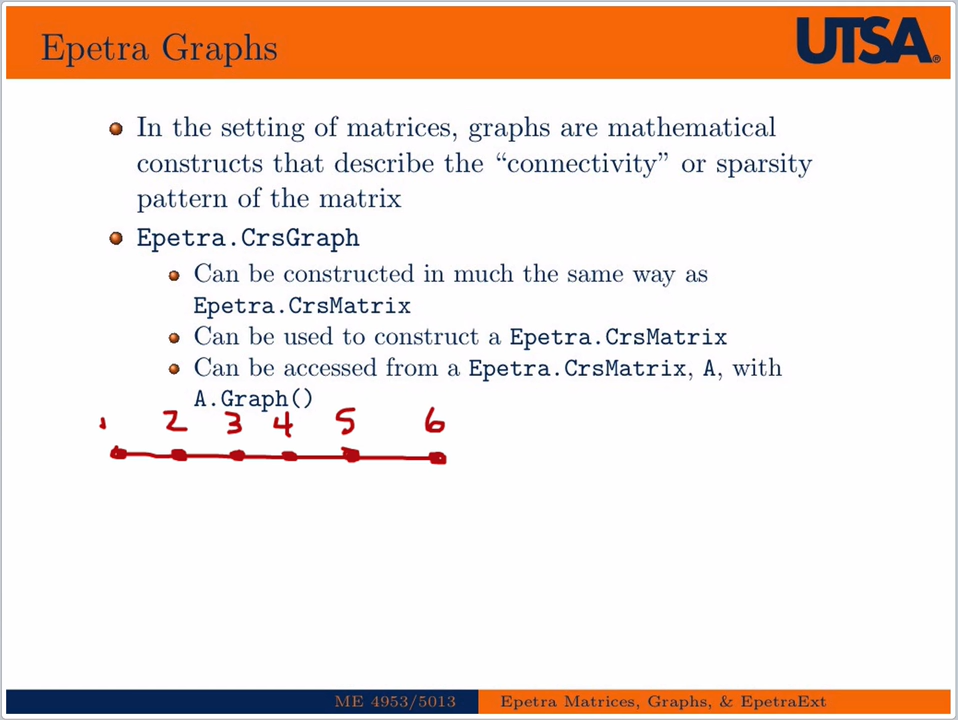 Epetra Graphs
UTSA®
In the setting of matrices, graphs are mathematical
constructs that describe the “connectivity” or sparsity
pattern of the matrix
Epetra.CrsGraph
Can be constructed in much the same way as
Epetra.CrsMatrix
Can be used to construct a Epetra.CrsMatrix
Can be accessed from a Epetra.CrsMatrix, A, with
A.Graph()
2 3 4 5 6
ME 4953/5013
Epetra Matrices, Graphs, & EpetraExt